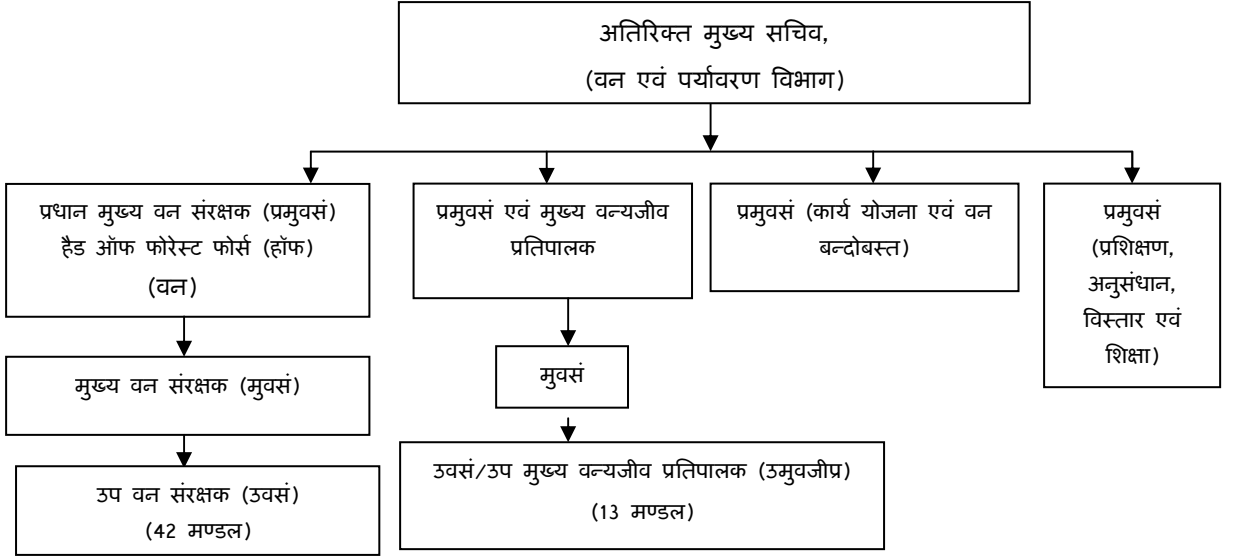 अतिरिक्त मुख्य सचिव,
(वन एवं पर्यावरण विभाग)
प्रधान मुख्य वन संरक्षक (प्रमुवसं)
हैड ऑफ फोरेस्ट फोर्स (हॉफ)
(वन)
प्रमुवसं एवं मुख्य वन्यजीव
प्रतिपालक
प्रमुवसं (कार्य योजना एवं वन
बन्दोबस्त)
प्रमुवसं
(प्रशिक्षण,
अनुसंधान,
विस्तार एवं
शिक्षा)
मुख्य वन संरक्षक (मुवसं)
मुवसं
उप वन संरक्षक (उवसं)
(42 मण्डल)
उवसं/उप मुख्य वन्यजीव प्रतिपालक (उमुवजीप्र)
(13 मण्डल)